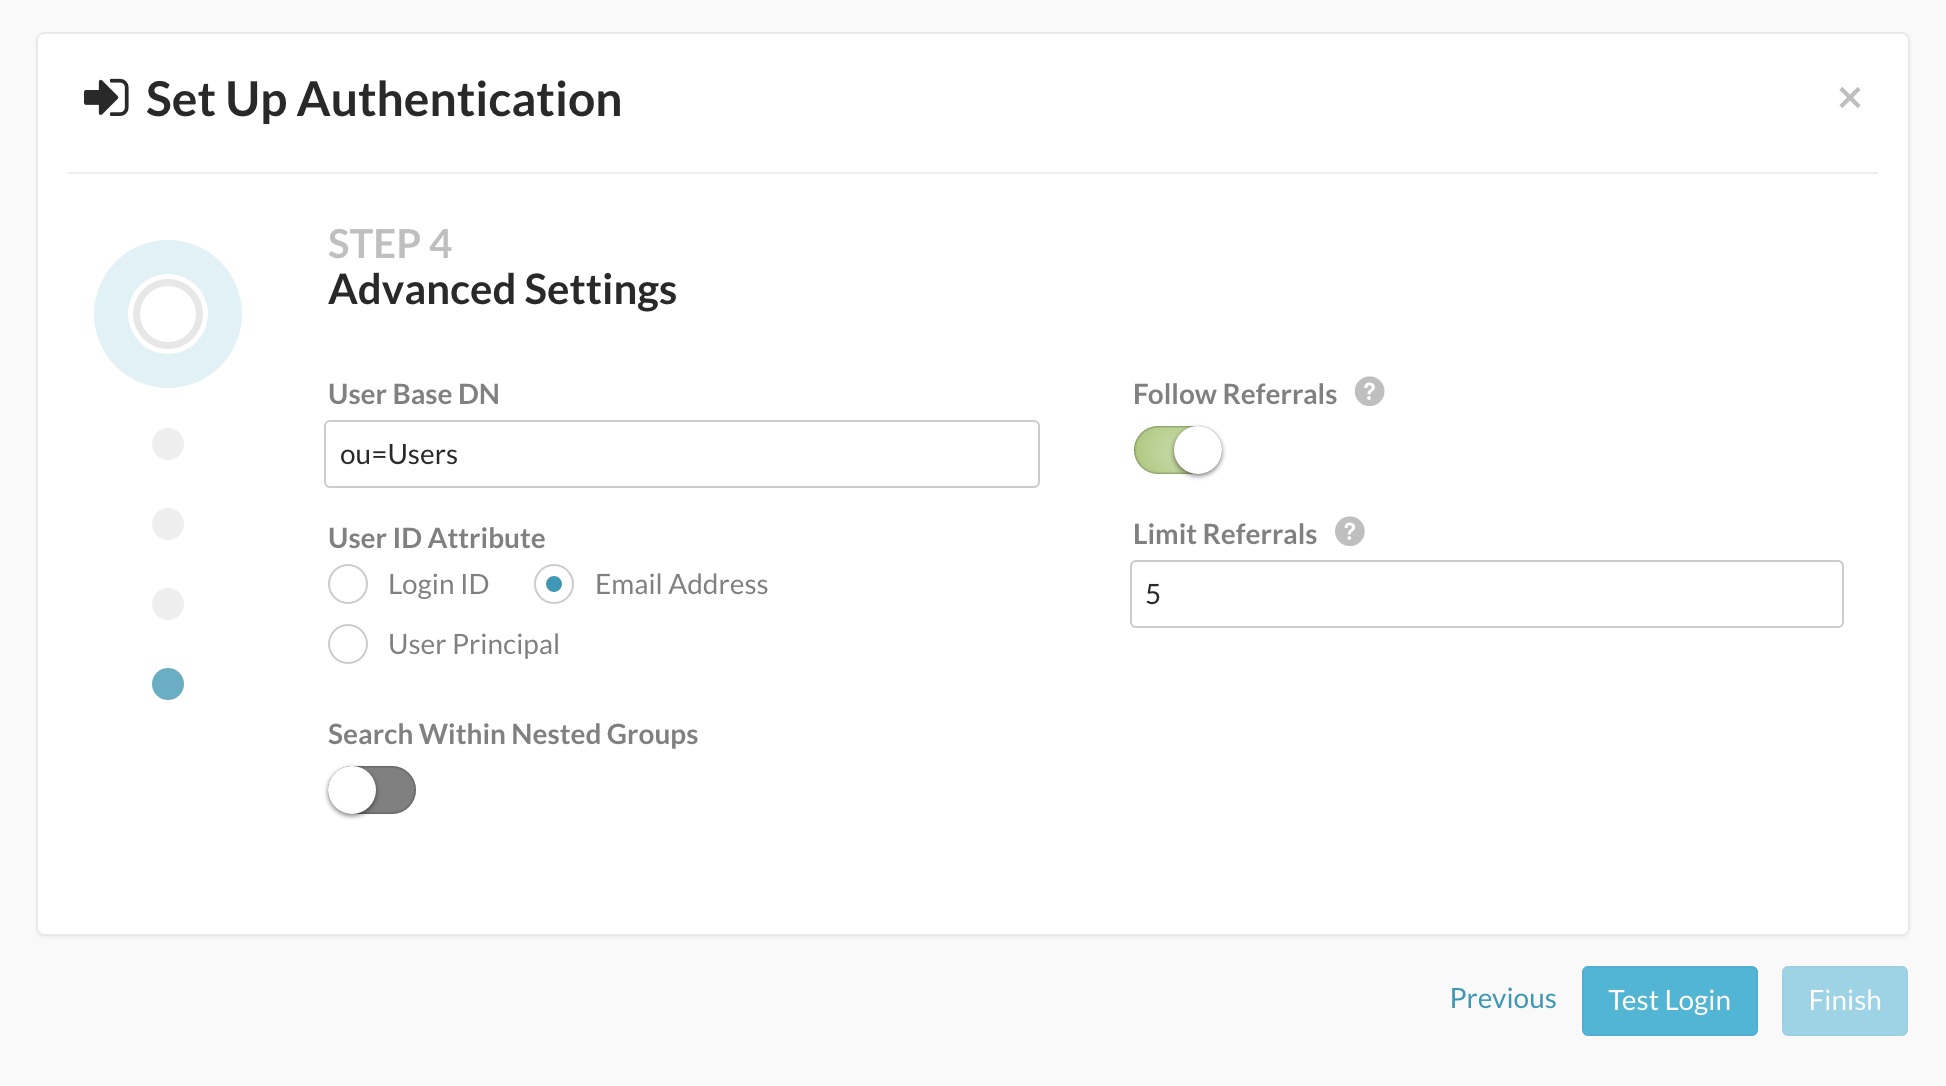 Set Up Authentication
×
STEP 4
Advanced Settings
User Base DN
ou=Users
User ID Attribute
Login ID
Email Address
User Principal
Search Within Nested Groups
Follow Referrals ?
Limit Referrals ?
5
Previous
Test Login
Finish